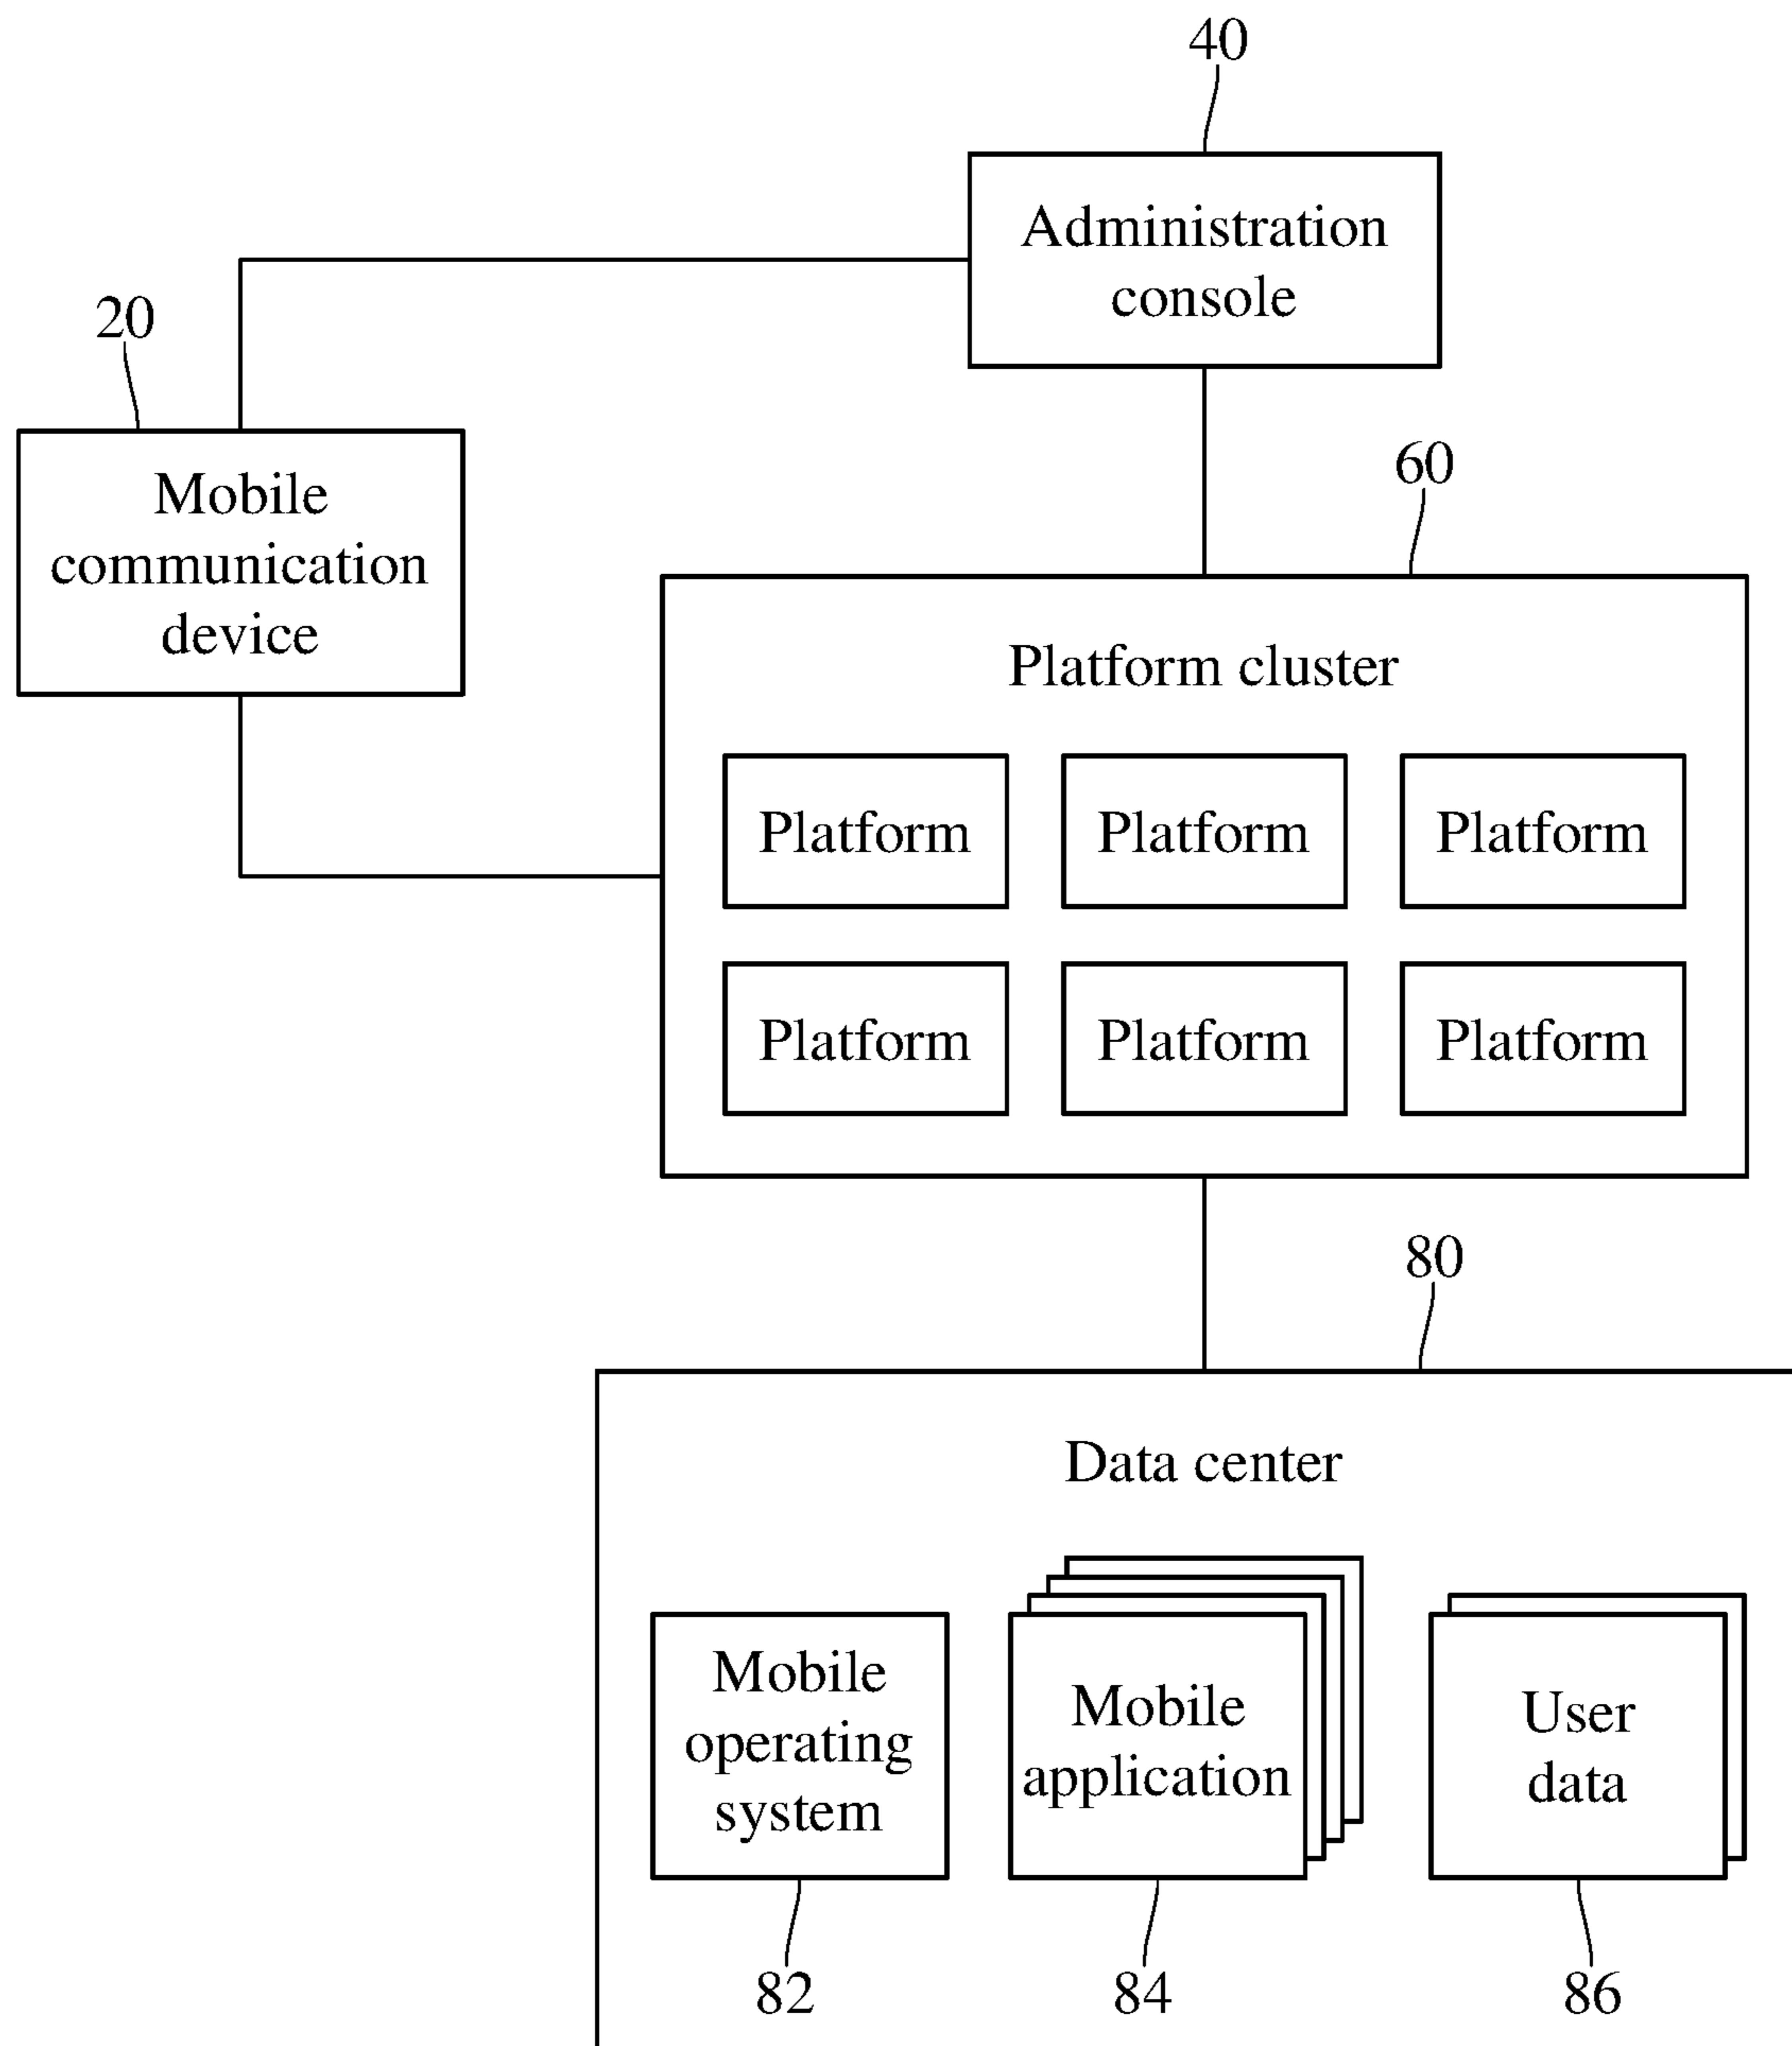 40
Administration
console
20
Mobile
communication
device
60
Platform cluster
Platform
Platform
Platform
Platform
Platform
Platform
80
Data center
Mobile
operating
system
Mobile
application
User
data
82
84
86